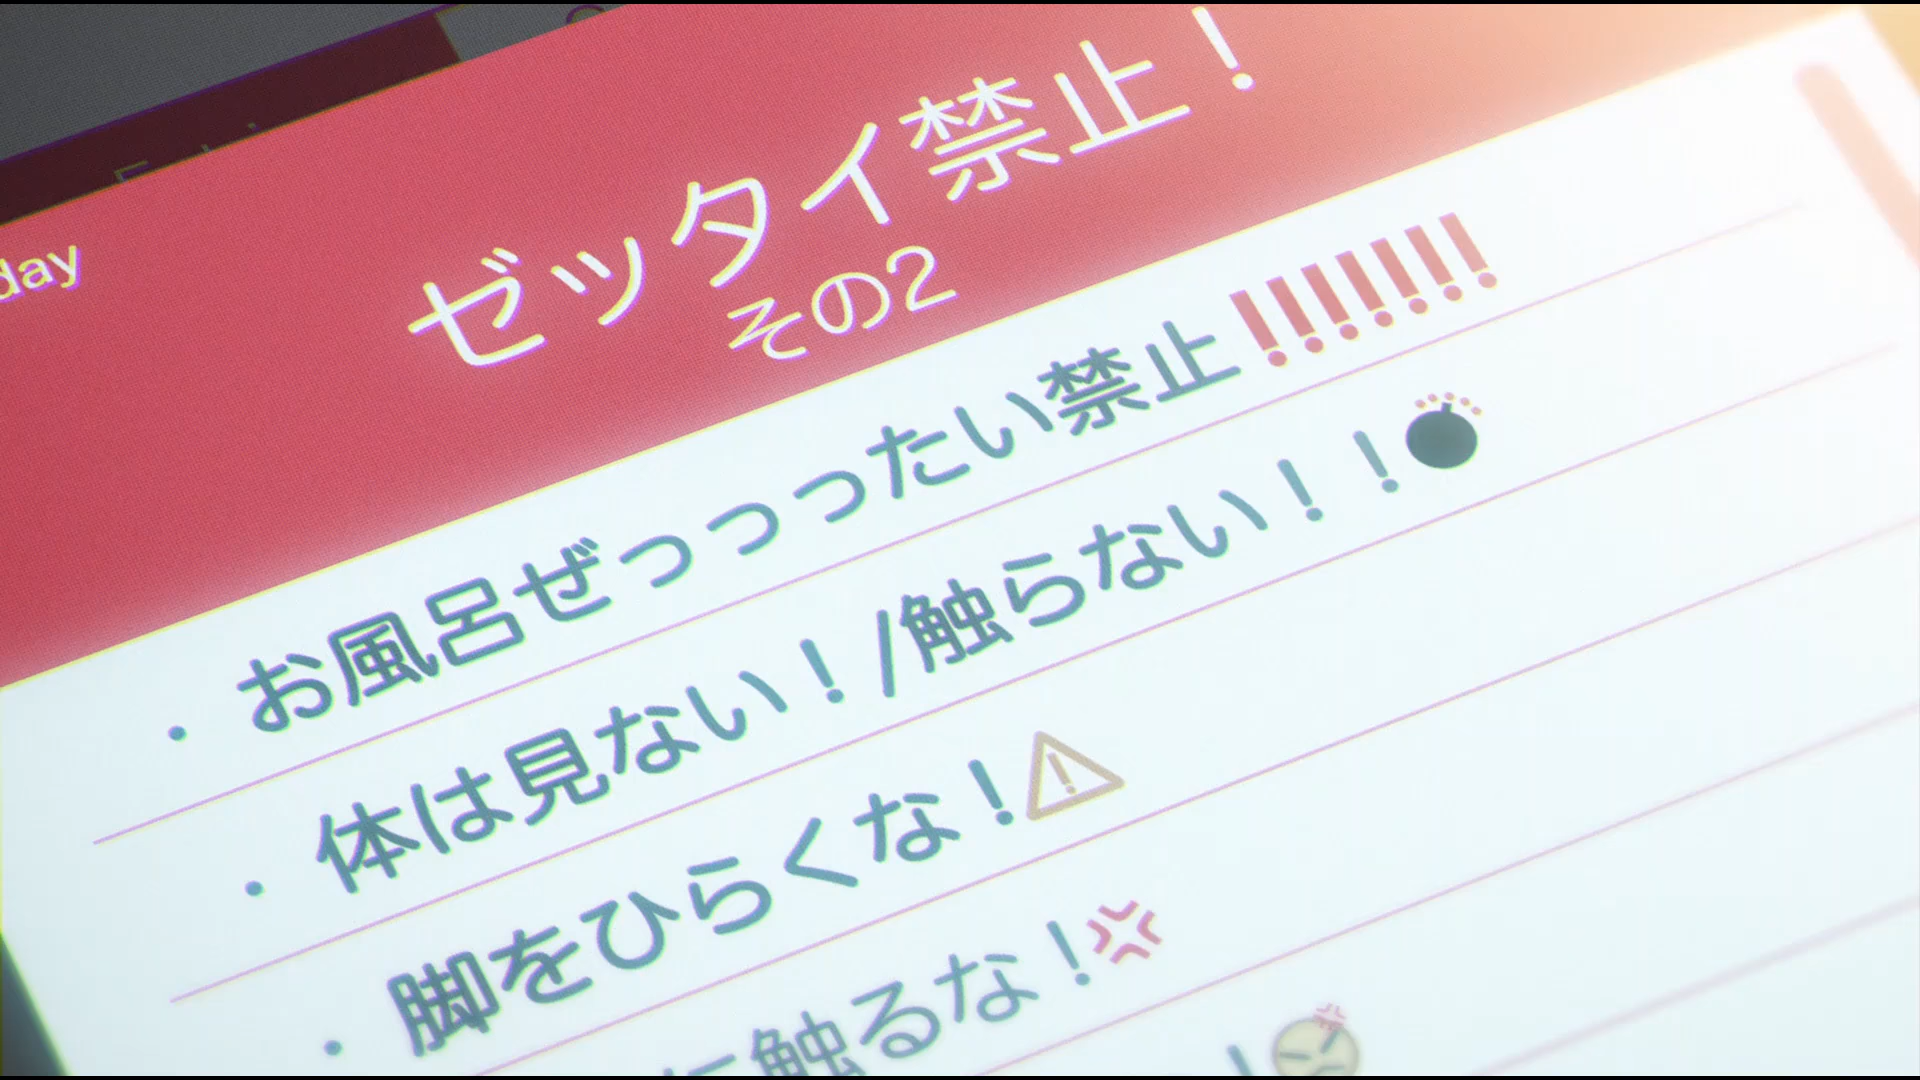 day
ゼッタイ禁止！
その2
・お風呂ぜっっったい禁止!!!!!!!
・体は見ない！/触らない！！💣
・脚をひらくな！⚠
に触るな！💢
！